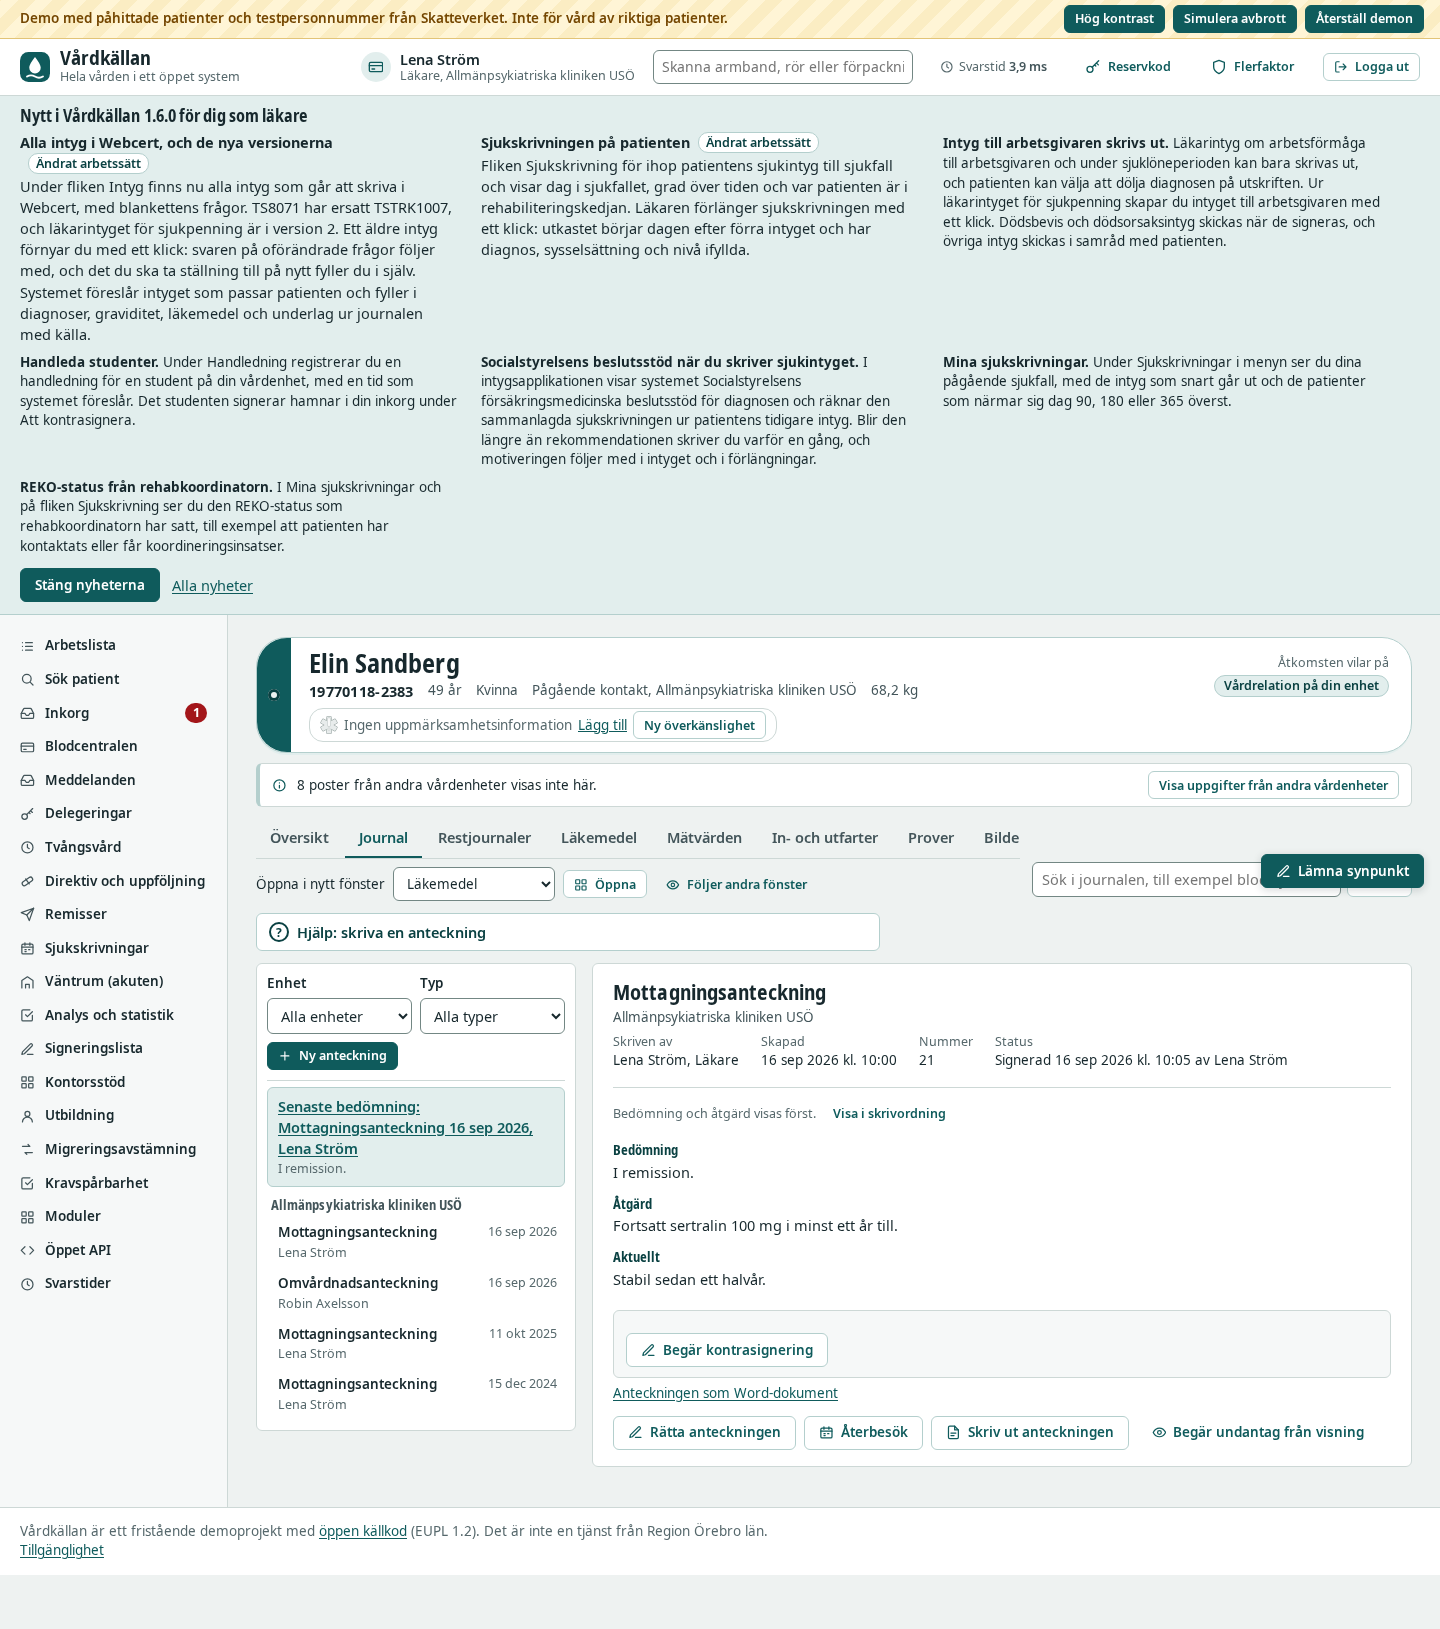 Demo med påhittade patienter och testpersonnummer från Skatteverket. Inte för vård av riktiga patienter.
Hög kontrast
Simulera avbrott
Återställ demon
Vårdkällan
Hela vården i ett öppet system
Lena Ström
Läkare, Allmänpsykiatriska kliniken USÖ
Skanna armband, rör eller förpackni
Svarstid 3,9 ms
Reservkod
Flerfaktor
Logga ut
Nytt i Vårdkällan 1.6.0 för dig som läkare
Alla intyg i Webcert, och de nya versionerna
Ändrat arbetssätt
Under fliken Intyg finns nu alla intyg som går att skriva i
Webcert, med blankettens frågor. TS8071 har ersatt TSTRK1007,
och läkarintyget för sjukpenning är i version 2. Ett äldre intyg
förnyar du med ett klick: svaren på oförändrade frågor följer
med, och det du ska ta ställning till på nytt fyller du i själv.
Systemet föreslår intyget som passar patienten och fyller i
diagnoser, graviditet, läkemedel och underlag ur journalen
med källa.
Sjukskrivningen på patienten Ändrat arbetssätt
Fliken Sjukskrivning för ihop patientens sjukintyg till sjukfall
och visar dag i sjukfallet, grad över tiden och var patienten är i
rehabiliteringskedjan. Läkaren förlänger sjukskrivningen med
ett klick: utkastet börjar dagen efter förra intyget och har
diagnos, sysselsättning och nivå ifyllda.
Intyg till arbetsgivaren skrivs ut. Läkarintyg om arbetsförmåga
till arbetsgivaren och under sjuklöneperioden kan bara skrivas ut,
och patienten kan välja att dölja diagnosen på utskriften. Ur
läkarintyget för sjukpenning skapar du intyget till arbetsgivaren med
ett klick. Dödsbevis och dödsorsaksintyg skickas när de signeras, och
övriga intyg skickas i samråd med patienten.
Handleda studenter. Under Handledning registrerar du en
handledning för en student på din vårdenhet, med en tid som
systemet föreslår. Det studenten signerar hamnar i din inkorg under
Att kontrasignera.
Socialstyrelsens beslutsstöd när du skriver sjukintyget. I
intygsapplikationen visar systemet Socialstyrelsens
försäkringsmedicinska beslutsstöd för diagnosen och räknar den
sammanlagda sjukskrivningen ur patientens tidigare intyg. Blir den
längre än rekommendationen skriver du varför en gång, och
motiveringen följer med i intyget och i förlängningar.
Mina sjukskrivningar. Under Sjukskrivningar i menyn ser du dina
pågående sjukfall, med de intyg som snart går ut och de patienter
som närmar sig dag 90, 180 eller 365 överst.
REKO-status från rehabkoordinatorn. I Mina sjukskrivningar och
på fliken Sjukskrivning ser du den REKO-status som
rehabkoordinatorn har satt, till exempel att patienten har
kontaktats eller får koordineringsinsatser.
Stäng nyheterna
Alla nyheter
Arbetslista
Sök patient
Inkorg 1
Blodcentralen
Meddelanden
Delegeringar
Tvångsvård
Direktiv och uppföljning
Remisser
Sjukskrivningar
Väntrum (akuten)
Analys och statistik
Signeringslista
Kontorsstöd
Utbildning
Migreringsavstämning
Kravspårbarhet
Moduler
Öppet API
Svarstider
Elin Sandberg
19770118-2383 49 år Kvinna Pågående kontakt, Allmänpsykiatriska kliniken USÖ 68,2 kg
Ingen uppmärksamhetsinformation Lägg till Ny överkänslighet
Åtkomsten vilar på
Vårdrelation på din enhet
8 poster från andra vårdenheter visas inte här.
Visa uppgifter från andra vårdenheter
Översikt Journal Restjournaler Läkemedel Mätvärden In- och utfarter Prover Bilde
Öppna i nytt fönster Läkemedel Öppna Följer andra fönster
Sök i journalen, till exempel
Lämna synpunkt
? Hjälp: skriva en anteckning
Enhet Typ
Alla enheter Alla typer
Ny anteckning
Senaste bedömning:
Mottagningsanteckning 16 sep 2026,
Lena Ström
I remission.
Allmänpsykiatriska kliniken USÖ
Mottagningsanteckning 16 sep 2026
Lena Ström
Omvårdnadsanteckning 16 sep 2026
Robin Axelsson
Mottagningsanteckning 11 okt 2025
Lena Ström
Mottagningsanteckning 15 dec 2024
Lena Ström
Mottagningsanteckning
Allmänpsykiatriska kliniken USÖ
Skriven av Skapad Nummer Status
Lena Ström, Läkare 16 sep 2026 kl. 10:00 21 Signerad 16 sep 2026 kl. 10:05 av Lena Ström
Bedömning och åtgärd visas först. Visa i skrivordning
Bedömning
I remission.
Åtgärd
Fortsatt sertralin 100 mg i minst ett år till.
Aktuellt
Stabil sedan ett halvår.
Begär kontrasignering
Anteckningen som Word-dokument
Rätta anteckningen Återbesök Skriv ut anteckningen Begär undantag från visning
Vårdkällan är ett fristående demoprojekt med öppen källkod (EUPL 1.2). Det är inte en tjänst från Region Örebro län.
Tillgänglighet